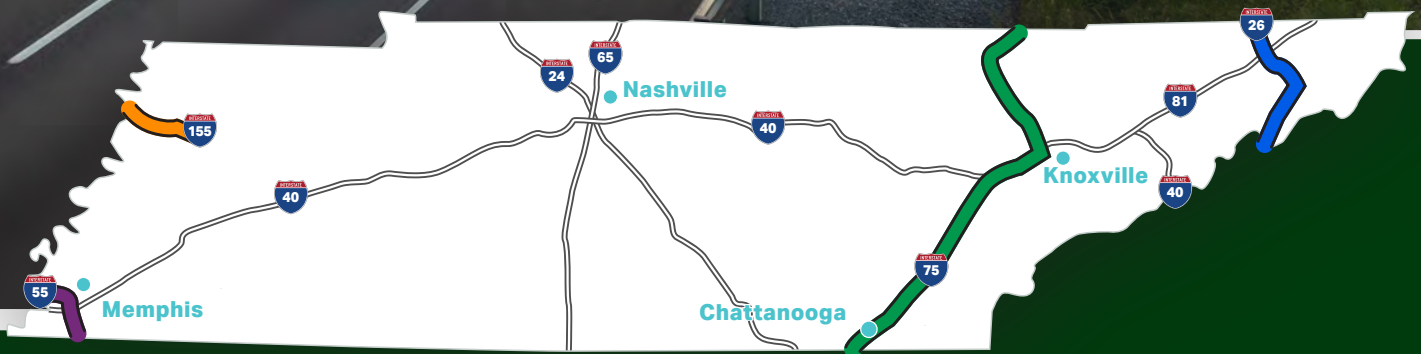 INTERSTATE
26
INTERSTATE
65
INTERSTATE
24
Nashville
INTERSTATE
81
INTERSTATE
155
INTERSTATE
40
Knoxville
INTERSTATE
40
INTERSTATE
40
INTERSTATE
75
INTERSTATE
55
Memphis
Chattanooga